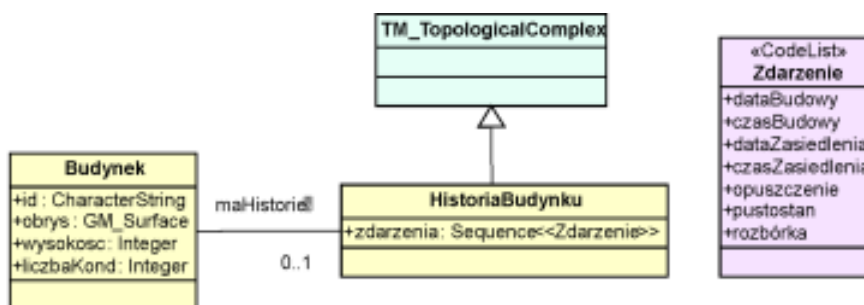 TM_TopologicalComplex
«CodeList»
Zdarzenie
+dataBudowy
+czasBudowy
+dataZasiedlenia
+czasZasiedlenia
+opuszczenie
+pustostan
+rozbórka
Budynek
+id : CharacterString
+obrys : GM_Surface
+wysokosc : Integer
+liczbaKond : Integer
0..1
HistoriaBudynku
+zdarzenia: Sequence<<Zdarzenie>>